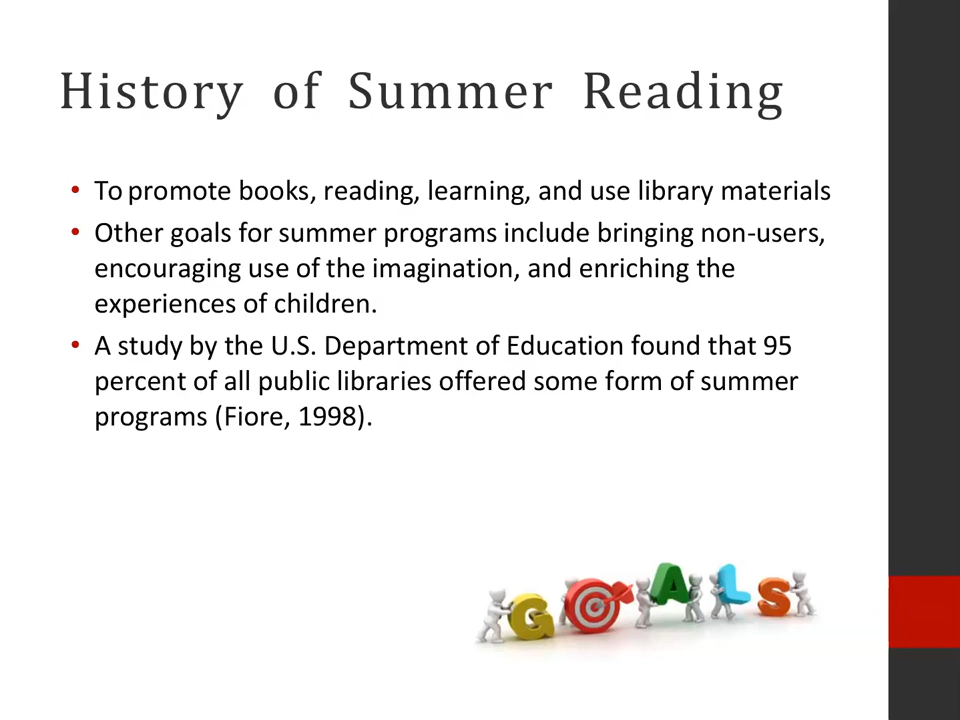 History of Summer Reading
• To promote books, reading, learning, and use library materials
• Other goals for summer programs include bringing non-users,
encouraging use of the imagination, and enriching the
experiences of children.
• A study by the U.S. Department of Education found that 95
percent of all public libraries offered some form of summer
programs (Fiore, 1998).
GOALS